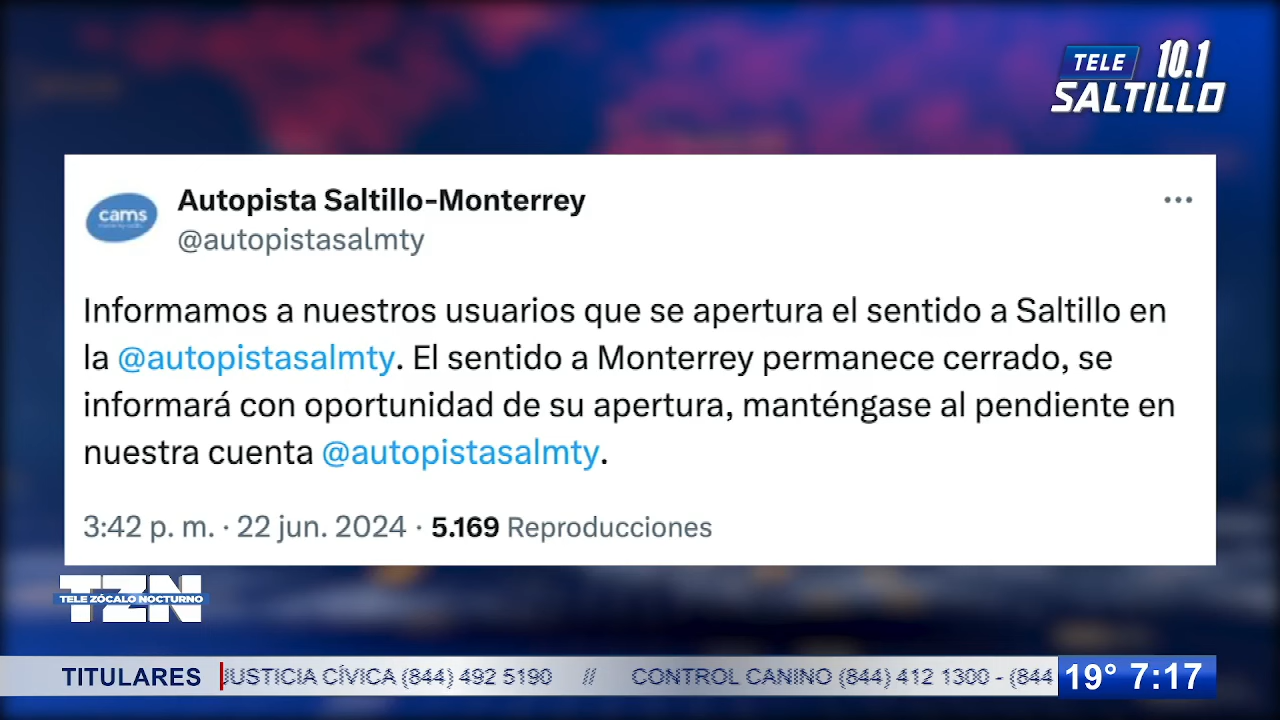 TELE 10.1
SALTILLO
cams
Autopista Saltillo-Monterrey
@autopistasalmty
Informamos a nuestros usuarios que se apertura el sentido a Saltillo en
la @autopistasalmty. El sentido a Monterrey permanece cerrado, se
informará con oportunidad de su apertura, manténgase al pendiente en
nuestra cuenta @autopistasalmty.
3:42 p. m. · 22 jun. 2024 · 5.169 Reproducciones
TZN
TELE ZÓCALO NOCTURNO
TITULARES JUSTICIA CÍVICA (844) 492 5190 // CONTROL CANINO (844) 412 1300 - (844 19° 7:17